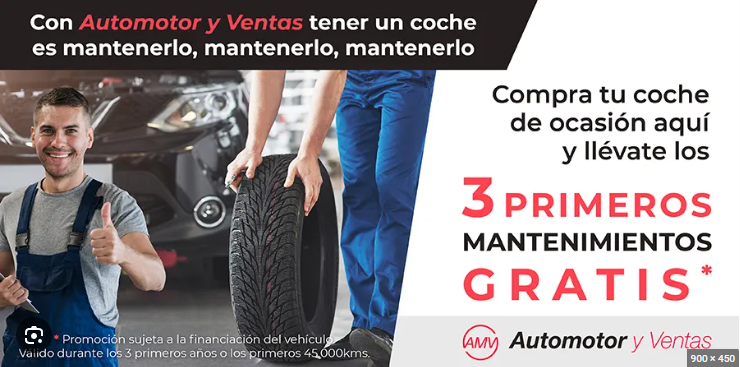 Con Automotor y Ventas tener un coche
es mantenerlo, mantenerlo, mantenerlo
Compra tu coche
de ocasión aquí
y llévate los
3 PRIMEROS
MANTENIMIENTOS
GRATIS*
* Promoción sujeta a la financiación del vehículo
Válido durante los 3 primeros años o los primeros 45.000kms.
AMV Automotor y Ventas
900 × 450